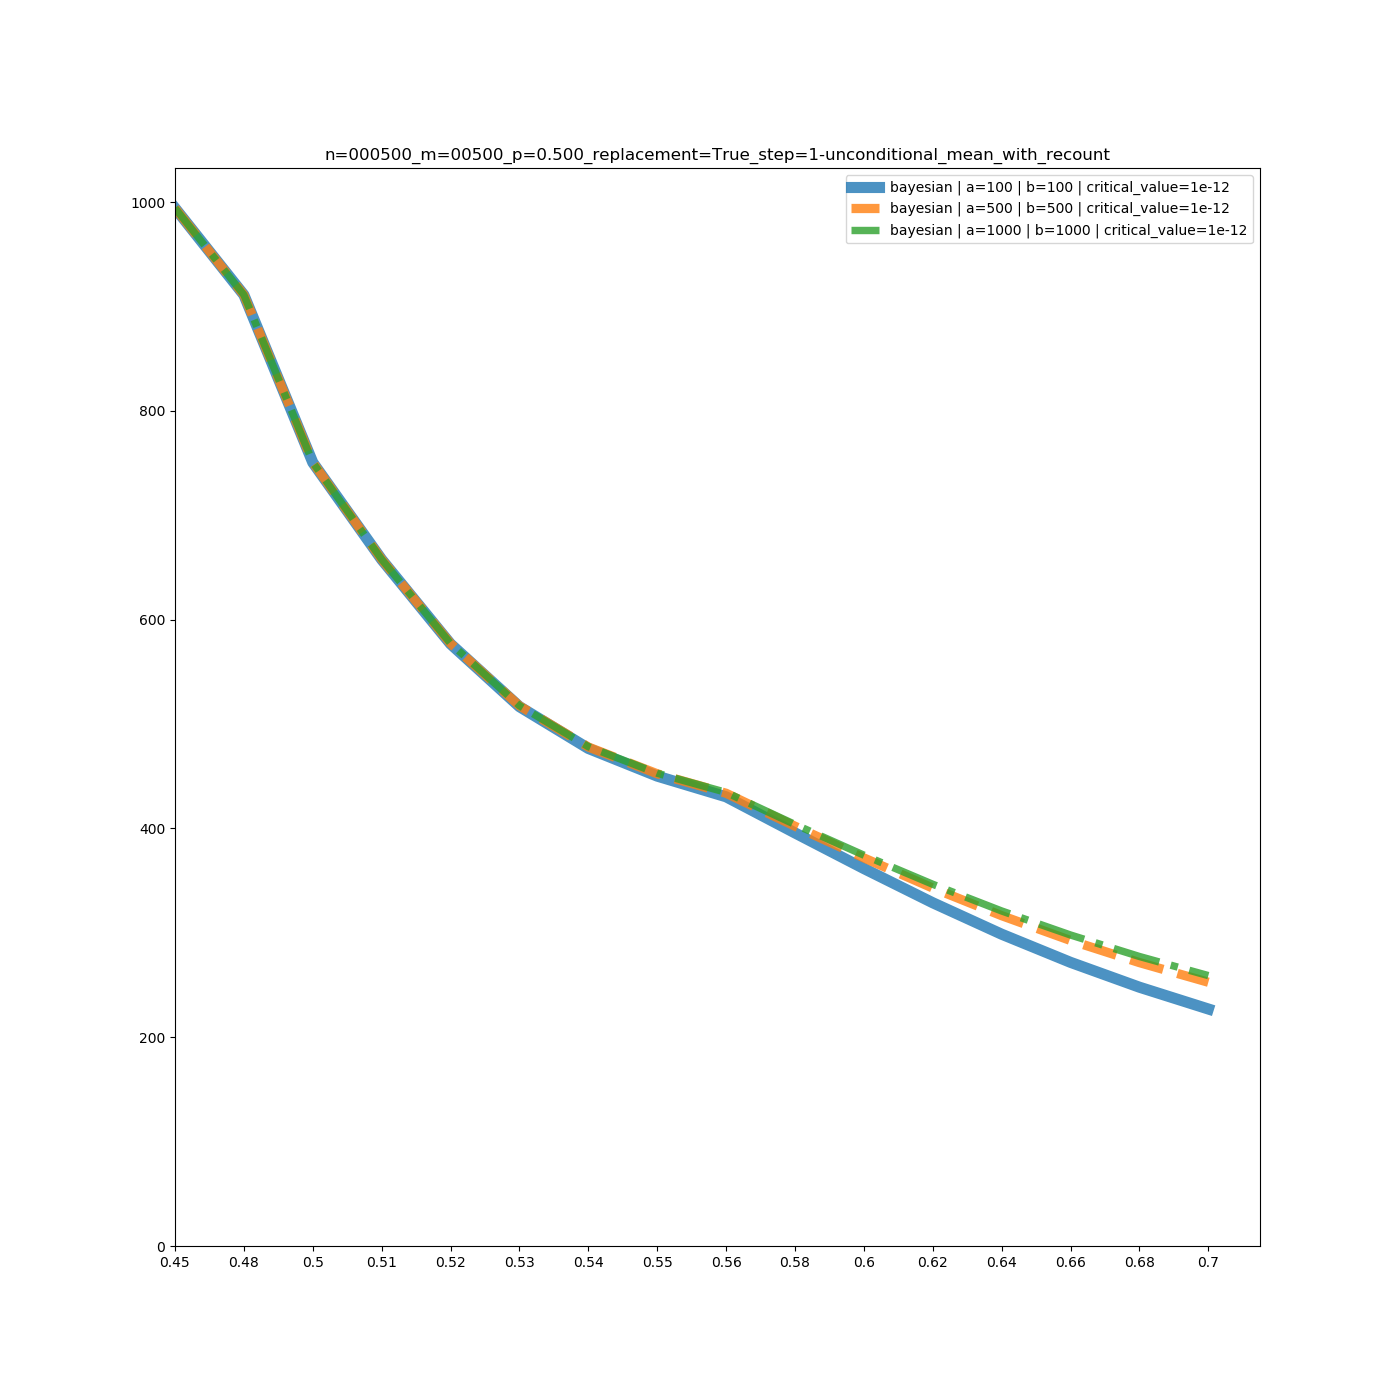 n=000500_m=00500_p=0.500_replacement=True_step=1-unconditional_mean_with_recount
bayesian | a=100 | b=100 | critical_value=1e-12
bayesian | a=500 | b=500 | critical_value=1e-12
bayesian | a=1000 | b=1000 | critical_value=1e-12
1000
800
600
400
200
0
0.45 0.48 0.5 0.51 0.52 0.53 0.54 0.55 0.56 0.58 0.6 0.62 0.64 0.66 0.68 0.7